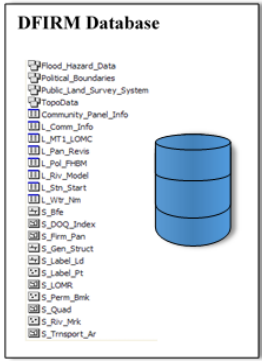 DFIRM Database
Flood_Hazard_Data
Political_Boundaries
Public_Land_Survey_System
TopoData
Community_Panel_Info
L_Comm_Info
L_MT1_LOMC
L_Pan_Revis
L_Pol_FHBM
L_Riv_Model
L_Stn_Start
L_Wtr_Nm
S_Bfe
S_DOQ_Index
S_Firm_Pan
S_Gen_Struct
S_Label_Ld
S_Label_Pt
S_LOMR
S_Perm_Bmk
S_Quad
S_Riv_Mrk
S_Trnsport_Ar